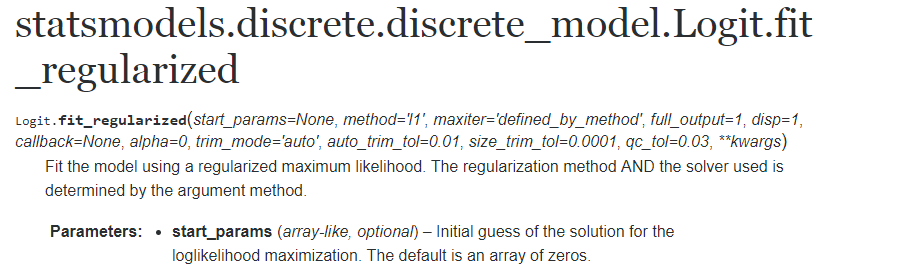 statsmodels.discrete.discrete_model.Logit.fit
_regularized
Logit.fit_regularized(start_params=None, method='l1', maxiter='defined_by_method', full_output=1, disp=1,
callback=None, alpha=0, trim_mode='auto', auto_trim_tol=0.01, size_trim_tol=0.0001, qc_tol=0.03, **kwargs)
Fit the model using a regularized maximum likelihood. The regularization method AND the solver used is
determined by the argument method.
Parameters: • start_params (array-like, optional) – Initial guess of the solution for the
loglikelihood maximization. The default is an array of zeros.